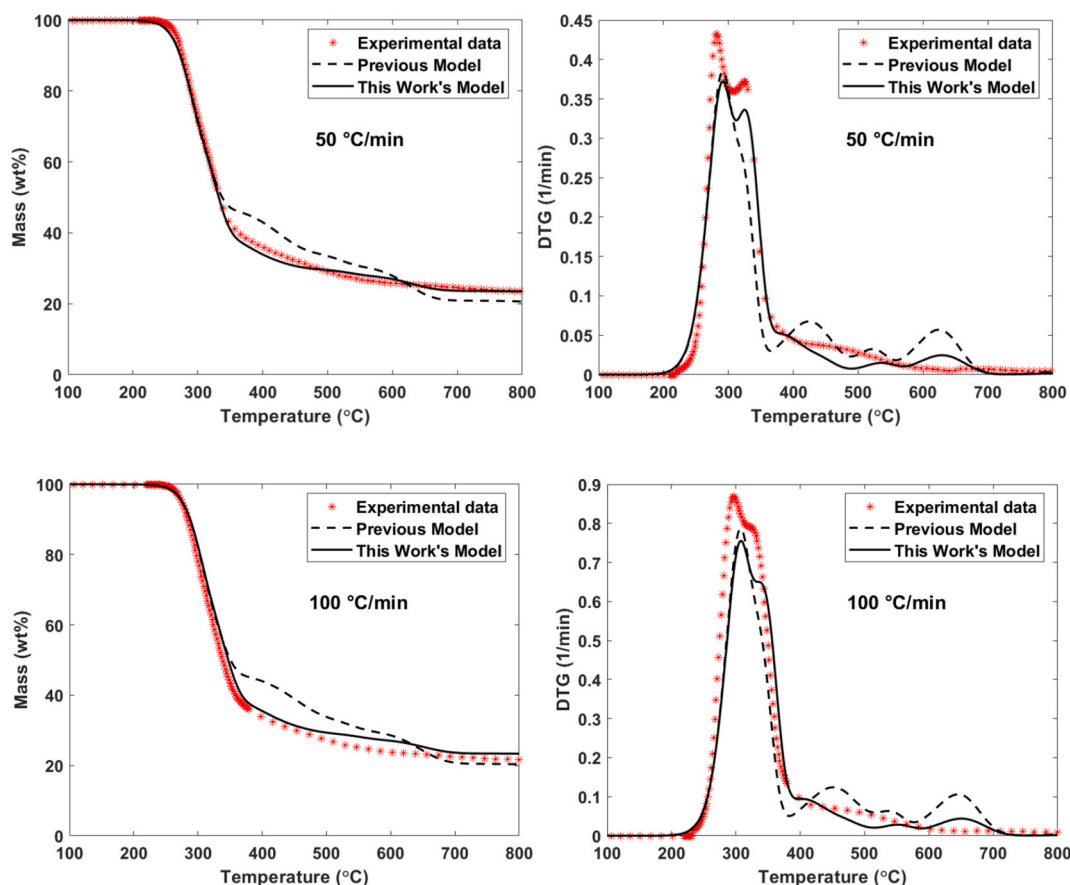 100
80
60
40
20
0
Mass (wt%)
Experimental data
Previous Model
This Work's Model
50 °C/min
100 200 300 400 500 600 700 800
Temperature (°C)
0.45
0.4
0.35
0.3
0.25
0.2
0.15
0.1
0.05
0
DTG (1/min)
Experimental data
Previous Model
This Work's Model
50 °C/min
100 200 300 400 500 600 700 800
Temperature (°C)
100
80
60
40
20
0
Mass (wt%)
Experimental data
Previous Model
This Work's Model
100 °C/min
100 200 300 400 500 600 700 800
Temperature (°C)
0.9
0.8
0.7
0.6
0.5
0.4
0.3
0.2
0.1
0
DTG (1/min)
Experimental data
Previous Model
This Work's Model
100 °C/min
100 200 300 400 500 600 700 800
Temperature (°C)